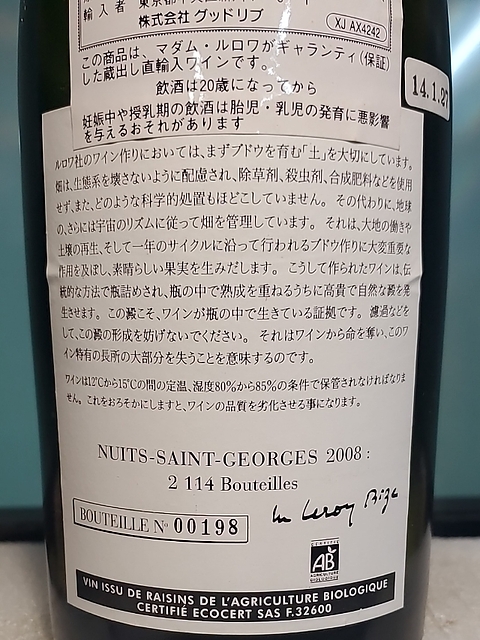 輸入者
株式会社 グッドリブ
XJ AX4242
この商品は、マダム・ルロワがギャランティ(保証)
した蔵出し直輸入ワインです。
飲酒は20歳になってから
妊娠中や授乳期の飲酒は胎児・乳児の発育に悪影響
を与えるおそれがあります
14.1.27
ルロワ社のワイン作りにおいては、まずブドウを育む「土」を大切にしています。
畑は、生態系を壊さないように配慮され、除草剤、殺虫剤、合成肥料などを使用
せず、また、どのような科学的処置もほどこしていません。その代わりに、地球
の、さらには宇宙のリズムに従って畑を管理しています。それは、大地の働きや
土壌の再生、そして一年のサイクルに沿って行われるブドウ作りに大変重要な
作用を及ぼし、素晴らしい果実を生みだします。こうして作られたワインは、伝
統的な方法で瓶詰めされ、瓶の中で熟成を重ねるうちに高貴で自然な澱を発
生させます。この澱こそ、ワインが瓶の中で生きている証拠です。濾過などを
して、この澱の形成を妨げないでください。それはワインから命を奪い、このワ
イン特有の長所の大部分を失うことを意味するのです。
ワインは12℃から15℃の間の定温、湿度80%から85%の条件で保管されなければなりま
せん。これをおろそかにしますと、ワインの品質を劣化させる事になります。
NUITS-SAINT-GEORGES 2008 :
2 114 Bouteilles
BOUTEILLE N° 00198
CERTIFIÉ
AB
AGRICULTURE
BIOLOGIQUE
VIN ISSU DE RAISINS DE L'AGRICULTURE BIOLOGIQUE
CERTIFIÉ ECOCERT SAS F.32600